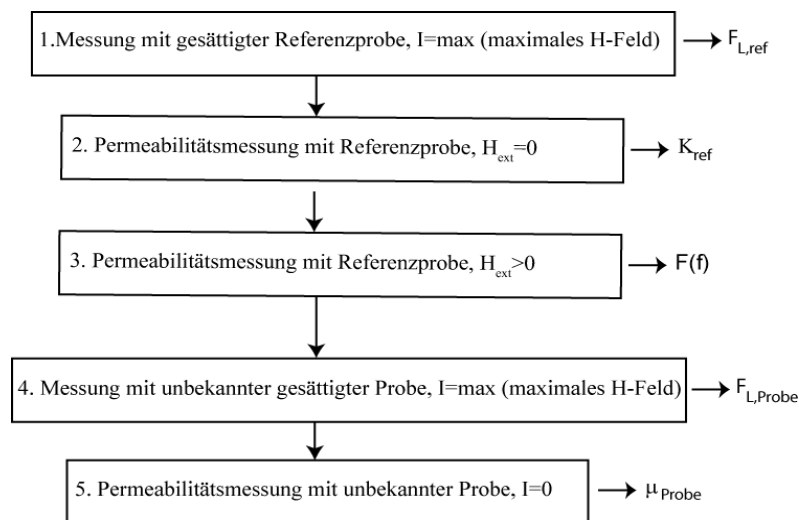 1.Messung mit gesättigter Referenzprobe, I=max (maximales H-Feld) F_L,ref
2. Permeabilitätsmessung mit Referenzprobe, H_ext=0 K_ref
3. Permeabilitätsmessung mit Referenzprobe, H_ext>0 F(f)
4. Messung mit unbekannter gesättigter Probe, I=max (maximales H-Feld) F_L,Probe
5. Permeabilitätsmessung mit unbekannter Probe, I=0 μ_Probe